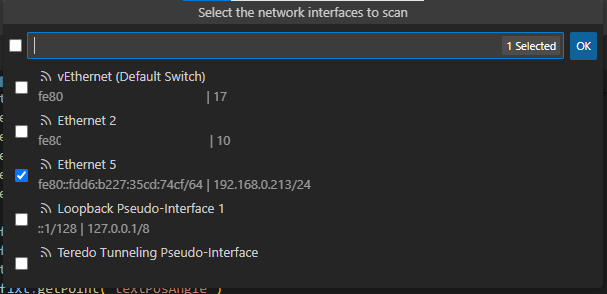 Select the network interfaces to scan
1 Selected
OK
vEthernet (Default Switch)
fe80 | 17
Ethernet 2
fe80 | 10
Ethernet 5
fe80::fdd6:b227:35cd:74cf/64 | 192.168.0.213/24
Loopback Pseudo-Interface 1
::1/128 | 127.0.0.1/8
Teredo Tunneling Pseudo-Interface
fixt.getPoint("textPosAngle")